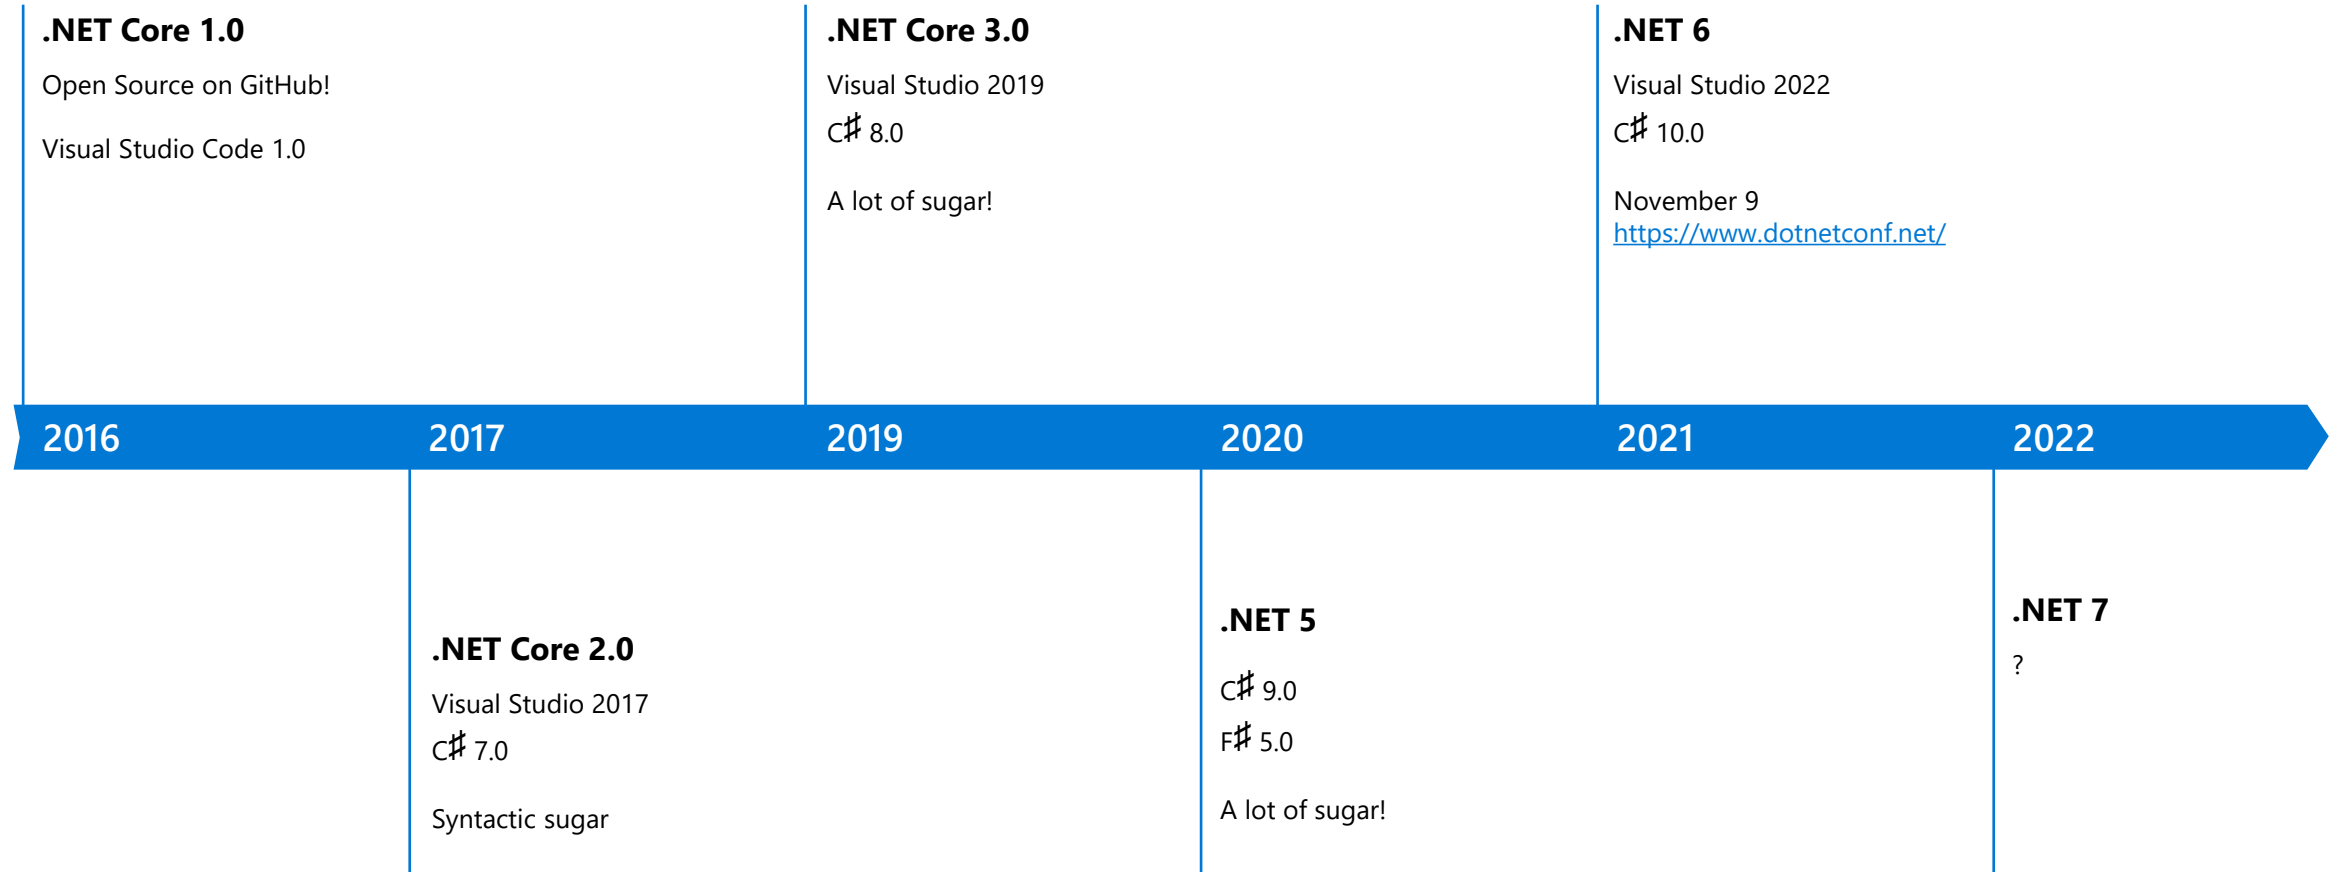 .NET Core 1.0
Open Source on GitHub!
Visual Studio Code 1.0
.NET Core 3.0
Visual Studio 2019
C♯ 8.0
A lot of sugar!
.NET 6
Visual Studio 2022
C♯ 10.0
November 9
https://www.dotnetconf.net/
2016 2017 2019 2020 2021 2022
.NET Core 2.0
Visual Studio 2017
C♯ 7.0
Syntactic sugar
.NET 5
C♯ 9.0
F♯ 5.0
A lot of sugar!
.NET 7
?